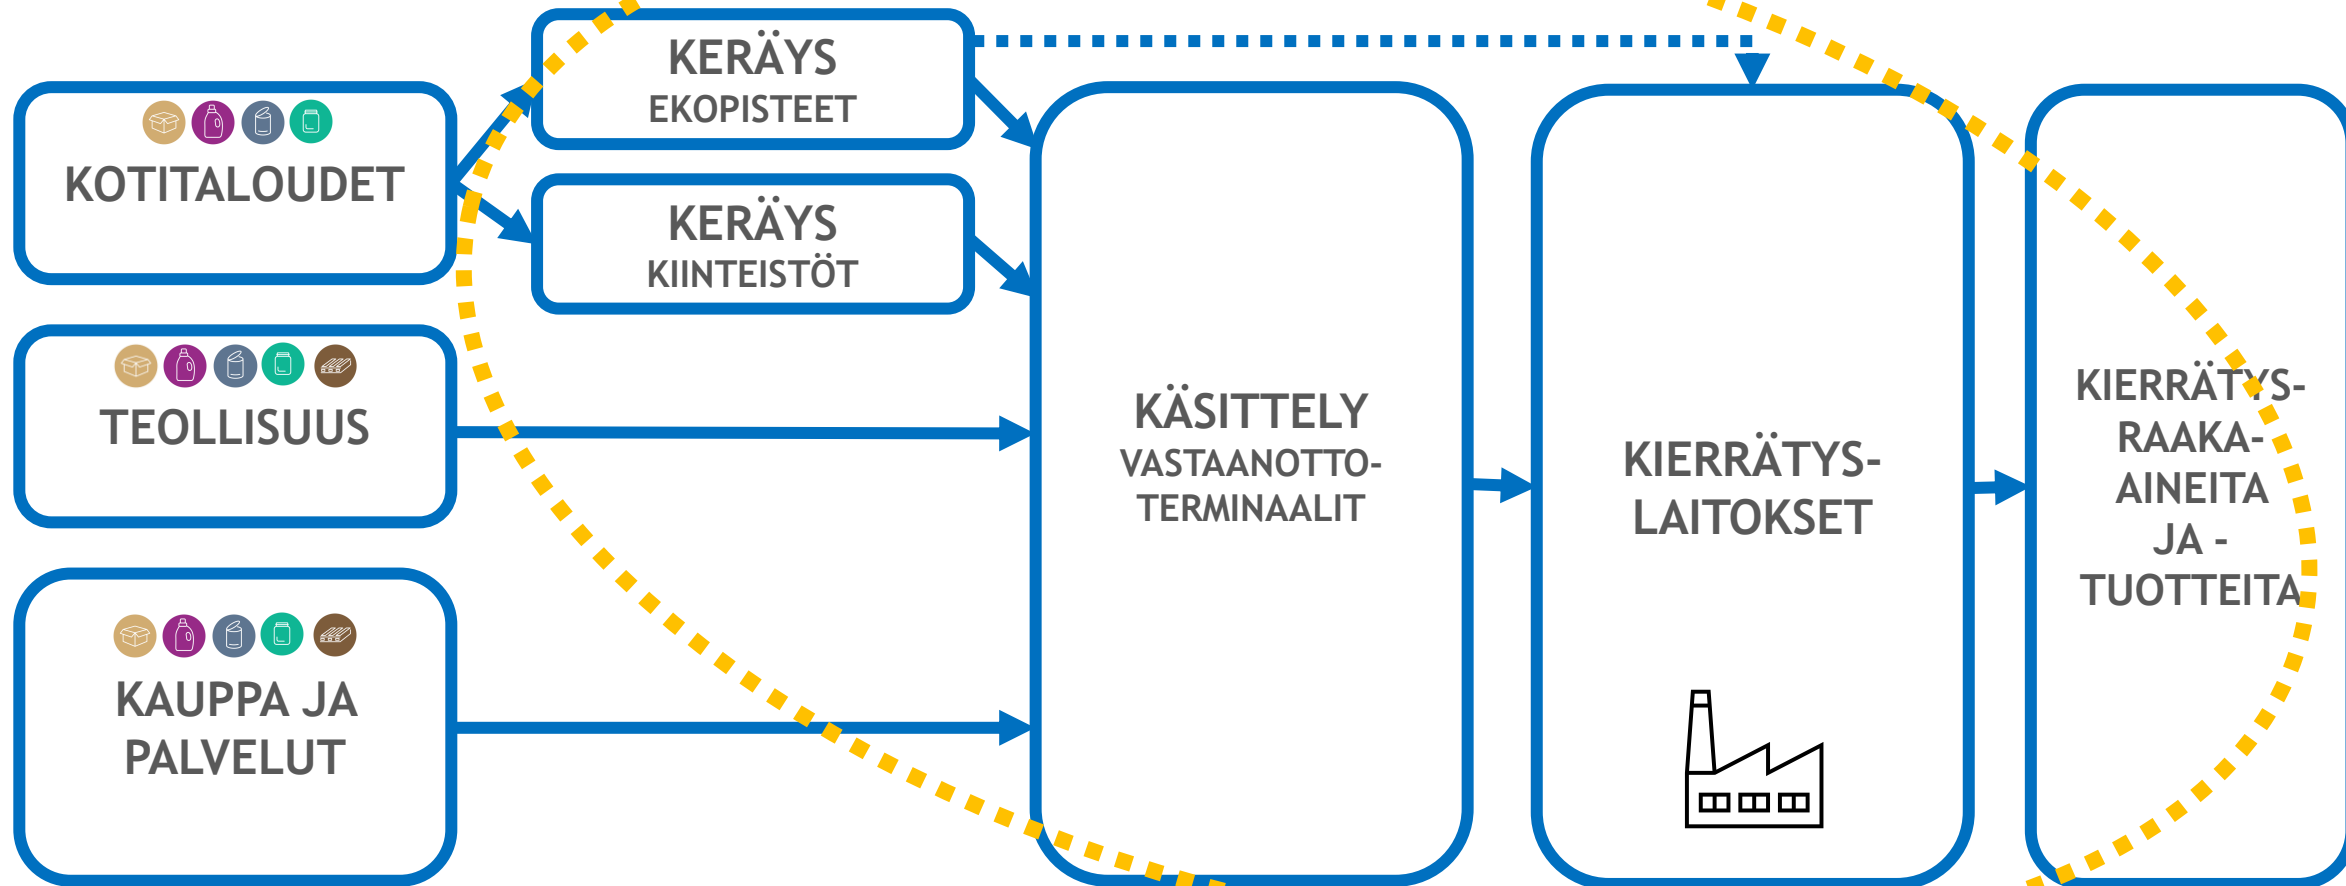 KERÄYS
EKOPISTEET
KOTITALOUDET
KERÄYS
KIINTEISTÖT
TEOLLISUUS
KAUPPA JA
PALVELUT
KÄSITTELY
VASTAANOTTO-
TERMINAALIT
KIERRÄTYS-
LAITOKSET
KIERRÄTYS-
RAAKA-
AINEITA
JA -
TUOTTEITA